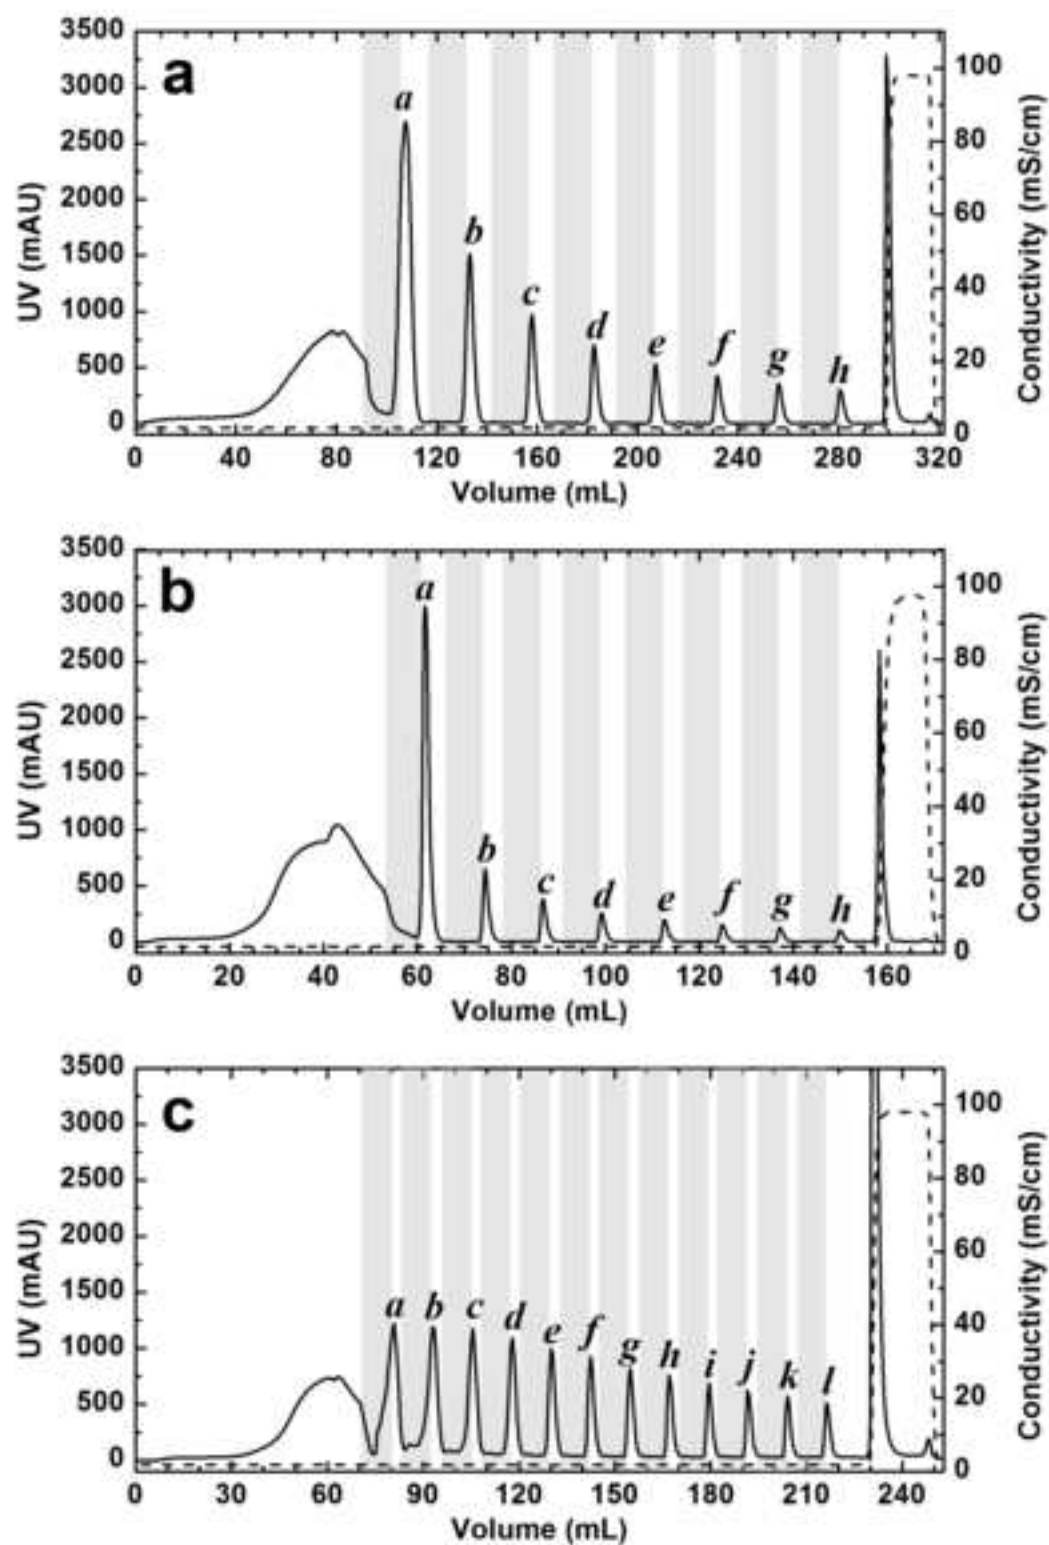 3500
3000
2500
2000
1500
1000
500
0
UV (mAU)
a
a
b
c
d
e
f
g
h
100
80
60
40
20
0
Conductivity (mS/cm)
0 40 80 120 160 200 240 280 320
Volume (mL)
3500
3000
2500
2000
1500
1000
500
0
UV (mAU)
b
a
b
c
d
e
f
g
h
100
80
60
40
20
0
Conductivity (mS/cm)
0 20 40 60 80 100 120 140 160
Volume (mL)
3500
3000
2500
2000
1500
1000
500
0
UV (mAU)
c
a
b
c
d
e
f
g
h
i
j
k
l
100
80
60
40
20
0
Conductivity (mS/cm)
0 30 60 90 120 150 180 210 240
Volume (mL)